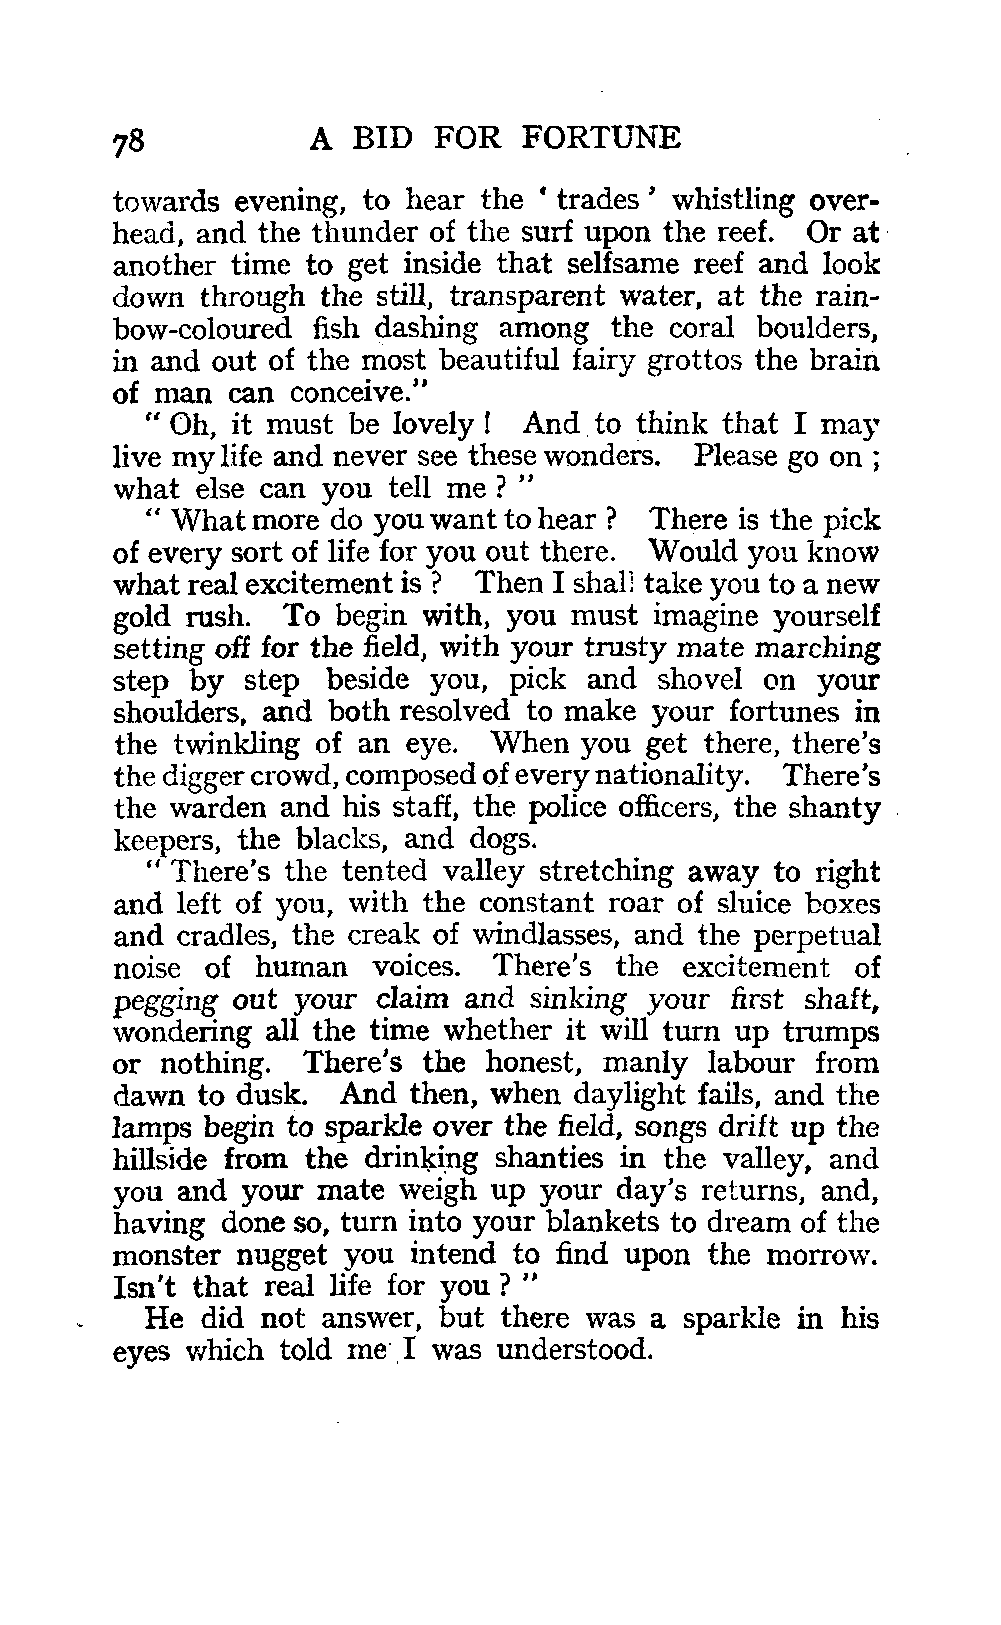 78 A BID FOR FORTUNE
towards evening, to hear the ‘ trades ’ whistling over-
head, and the thunder of the surf upon the reef. Or at
another time to get inside that selfsame reef and look
down through the still, transparent water, at the rain-
bow-coloured fish dashing among the coral boulders,
in and out of the most beautiful fairy grottos the brain
of man can conceive.”
“ Oh, it must be lovely ! And to think that I may
live my life and never see these wonders. Please go on ;
what else can you tell me ? ”
“ What more do you want to hear ? There is the pick
of every sort of life for you out there. Would you know
what real excitement is ? Then I shall take you to a new
gold rush. To begin with, you must imagine yourself
setting off for the field, with your trusty mate marching
step by step beside you, pick and shovel on your
shoulders, and both resolved to make your fortunes in
the twinkling of an eye. When you get there, there's
the digger crowd, composed of every nationality. There's
the warden and his staff, the police officers, the shanty
keepers, the blacks, and dogs.
“ There's the tented valley stretching away to right
and left of you, with the constant roar of sluice boxes
and cradles, the creak of windlasses, and the perpetual
noise of human voices. There's the excitement of
pegging out your claim and sinking your first shaft,
wondering all the time whether it will turn up trumps
or nothing. There's the honest, manly labour from
dawn to dusk. And then, when daylight fails, and the
lamps begin to sparkle over the field, songs drift up the
hillside from the drinking shanties in the valley, and
you and your mate weigh up your day's returns, and,
having done so, turn into your blankets to dream of the
monster nugget you intend to find upon the morrow.
Isn't that real life for you ? ”
He did not answer, but there was a sparkle in his
eyes which told me I was understood.